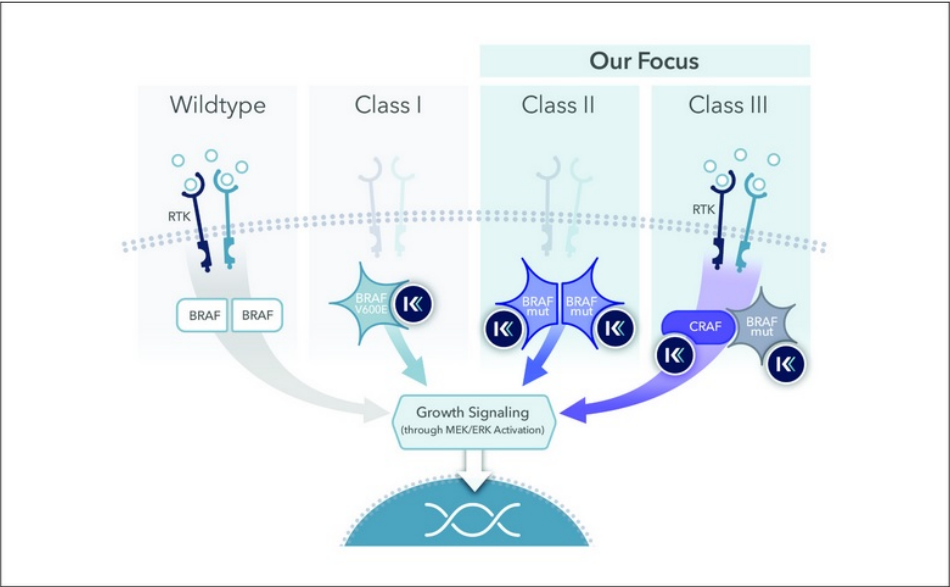 Our Focus
Wildtype
Class I
Class II
Class III
RTK
RTK
BRAF
BRAF
BRAF
V600E
K
BRAF
mut
BRAF
mut
K
K
CRAF
BRAF
mut
K
K
Growth Signaling
(through MEK/ERK Activation)